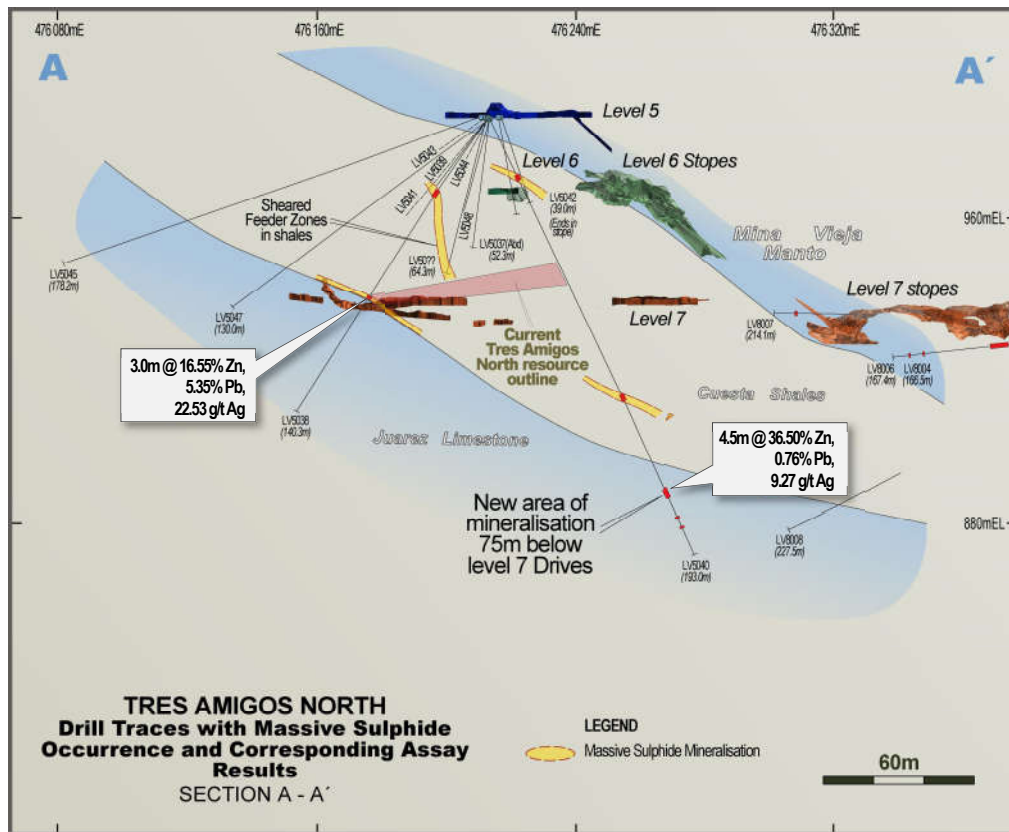 476 080mE
476 160mE
476 240mE
476 320mE
A
A´
Level 5
LV5043
LV5039
LV5044
LV5041
LV5048
Level 6
Level 6 Stopes
LV5042
(39.0m)
(Ends in
stope)
960mEL
Sheared
Feeder Zones
in shales
Mina Vieja
Manto
LV5037(Abd)
(52.3m)
LV50??
(64.3m)
LV5045
(178.2m)
LV5047
(130.0m)
Level 7 stopes
Level 7
LV8007
(214.1m)
Current
Tres Amigos
North resource
outline
3.0m @ 16.55% Zn,
5.35% Pb,
22.53 g/t Ag
LV8006
(167.4m)
LV8004
(166.5m)
Cuesta Shales
LV5038
(140.3m)
Juarez Limestone
4.5m @ 36.50% Zn,
0.76% Pb,
9.27 g/t Ag
New area of
mineralisation
75m below
level 7 Drives
880mEL
LV8008
(227.5m)
LV5040
(193.0m)
TRES AMIGOS NORTH
Drill Traces with Massive Sulphide
Occurrence and Corresponding Assay
Results
SECTION A - A´
LEGEND
Massive Sulphide Mineralisation
60m